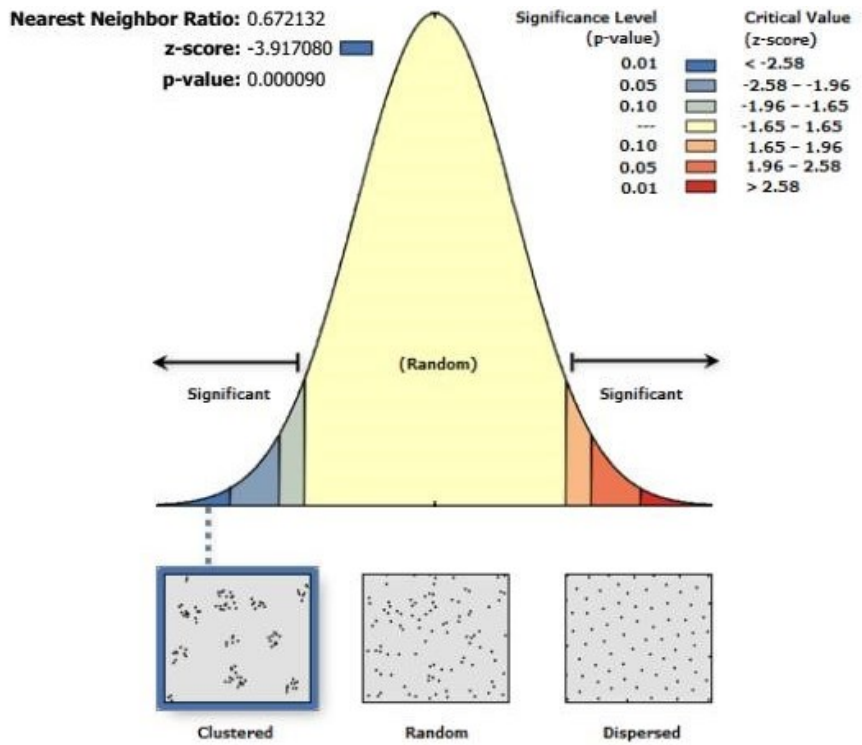 Nearest Neighbor Ratio: 0.672132
z-score: -3.917080
p-value: 0.000090
Significance Level
(p-value)
Critical Value
(z-score)
0.01 < -2.58
0.05 -2.58 – -1.96
0.10 -1.96 – -1.65
--- -1.65 – 1.65
0.10 1.65 – 1.96
0.05 1.96 – 2.58
0.01 > 2.58
(Random)
Significant
Significant
Clustered
Random
Dispersed